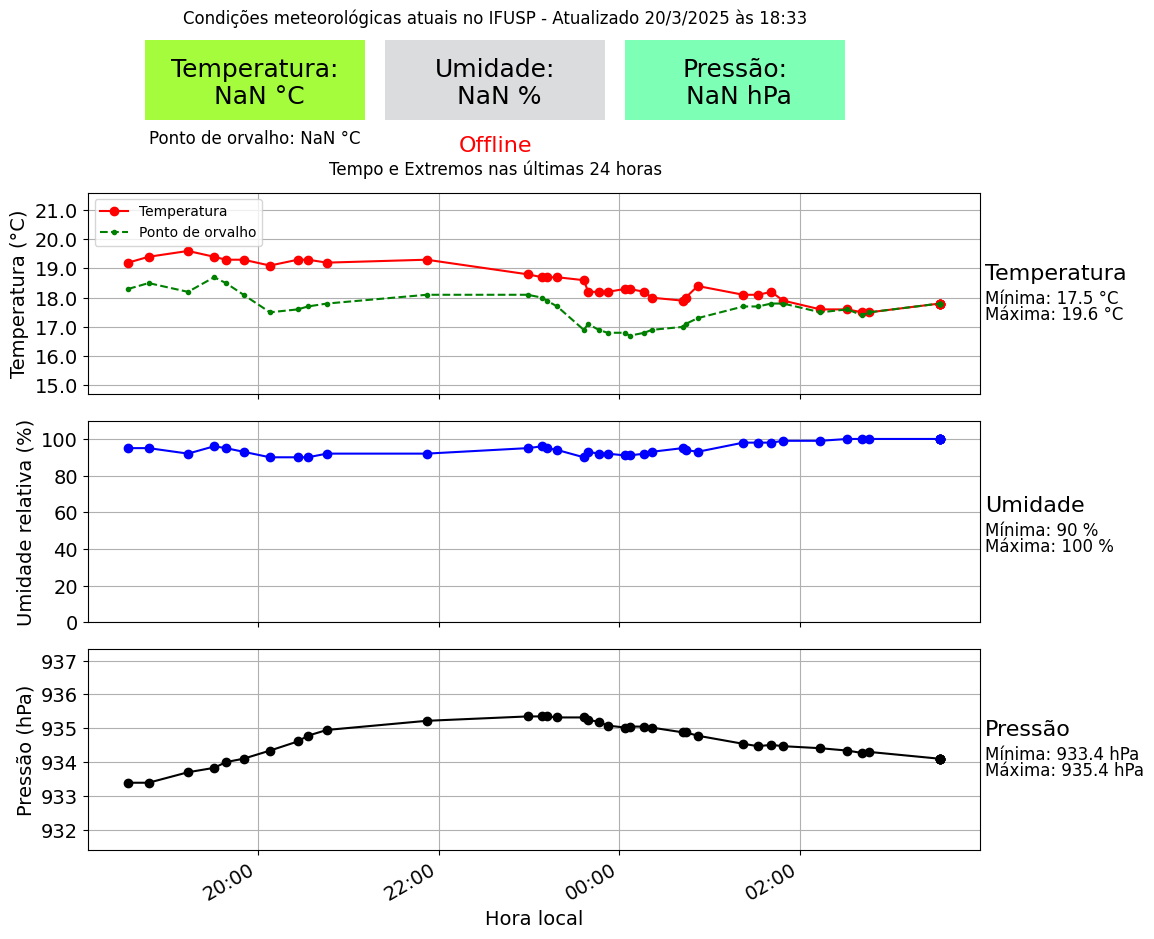 Condições meteorológicas atuais no IFUSP - Atualizado 20/3/2025 às 18:33
Temperatura:
NaN °C
Umidade:
NaN %
Pressão:
NaN hPa
Ponto de orvalho: NaN °C
Offline
Tempo e Extremos nas últimas 24 horas
Temperatura (°C)
21.0
20.0
19.0
18.0
17.0
16.0
15.0
Temperatura
Ponto de orvalho
Temperatura
Mínima: 17.5 °C
Máxima: 19.6 °C
Umidade relativa (%)
100
80
60
40
20
0
Umidade
Mínima: 90 %
Máxima: 100 %
Pressão (hPa)
937
936
935
934
933
932
Pressão
Mínima: 933.4 hPa
Máxima: 935.4 hPa
20:00
22:00
00:00
02:00
Hora local